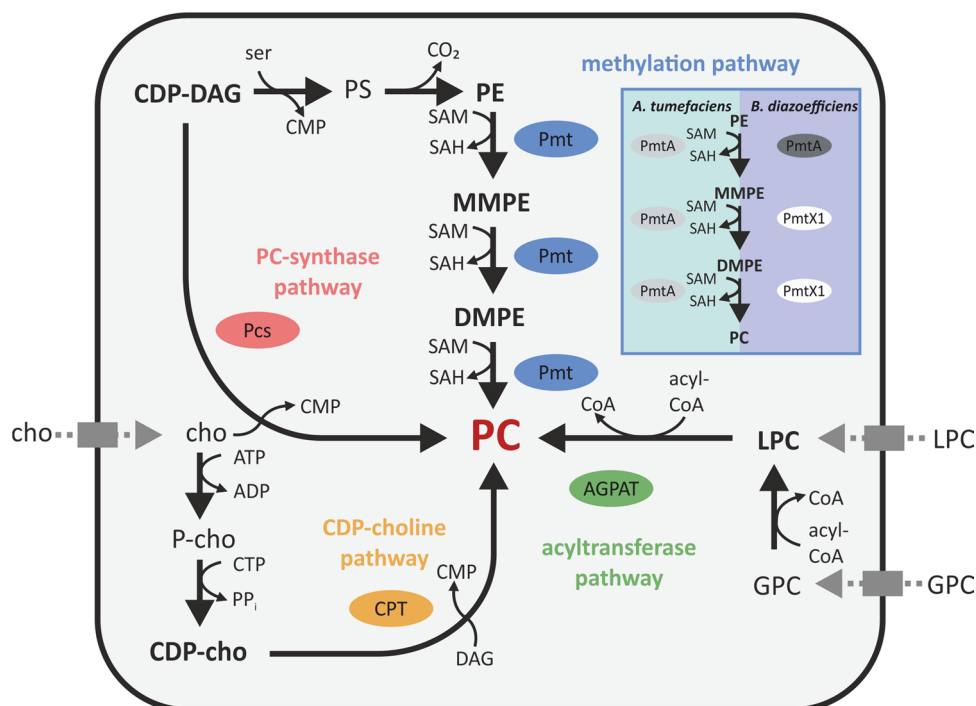 ser
CO₂
methylation pathway
CDP-DAG
PS
PE
CMP
A. tumefaciens
B. diazoefficiens
PE
SAM
SAH
PmtA
PmtA
MMPE
SAM
SAH
PmtA
PmtX1
DMPE
SAM
SAH
PmtA
PmtX1
PC
SAM
SAH
Pmt
MMPE
SAM
SAH
Pmt
DMPE
SAM
SAH
Pmt
PC-synthase
pathway
Pcs
cho
cho
CMP
PC
CoA
acyl-
CoA
LPC
LPC
AGPAT
acyltransferase
pathway
ATP
ADP
P-cho
CTP
PPᵢ
CDP-cho
CDP-choline
pathway
CPT
CMP
DAG
CoA
acyl-
CoA
GPC
GPC